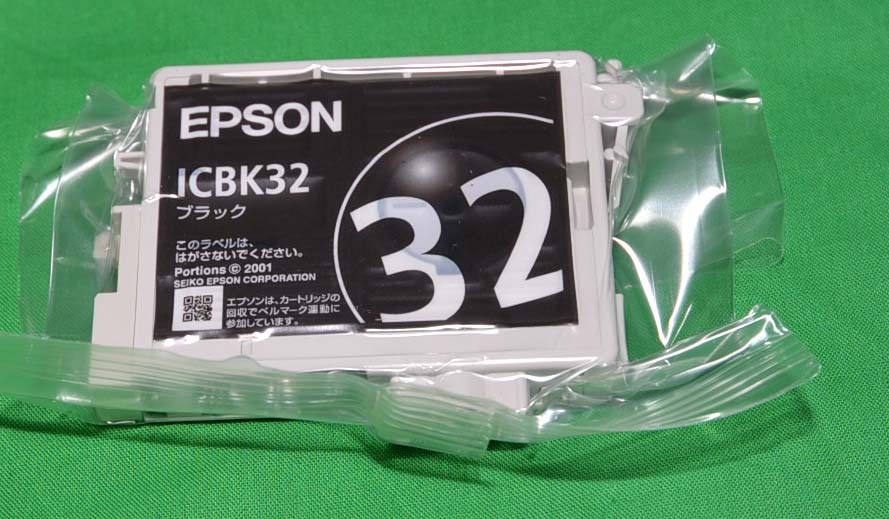 EPSON
ICBK32
ブラック
32
このラベルは、
はがさないでください。
Portions © 2001
SEIKO EPSON CORPORATION
エプソンは、カートリッジの
回収でベルマーク運動に
参加しています。